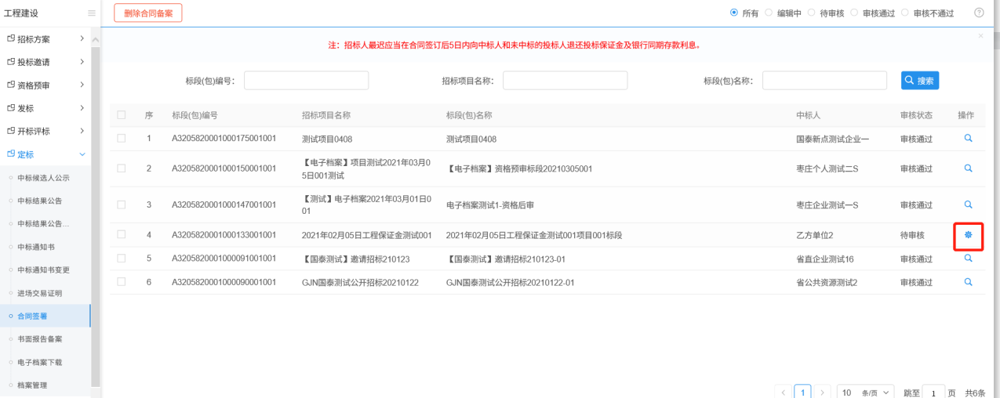 工程建设
删除合同备案
所有 编辑中 待审核 审核通过 审核不通过
招标方案
投标邀请
资格预审
发标
开标评标
定标
中标候选人公示
中标结果公告
中标结果公告...
中标通知书
中标通知书变更
进场交易证明
合同签署
书面报告备案
电子档案下载
档案管理
注：招标人最迟应当在合同签订后5日内向中标人和未中标的投标人退还投标保证金及银行同期存款利息。
标段(包)编号： 招标项目名称： 标段(包)名称： 搜索
序 标段(包)编号 招标项目名称 标段(包)名称 中标人 审核状态 操作
1 A3205820001000175001001 测试项目0408 测试项目0408 国泰新点测试企业一 审核通过
2 A3205820001000150001001 【电子档案】项目测试2021年03月0 【电子档案】资格预审标段20210305001 枣庄个人测试二S 审核通过
5日001测试
3 A3205820001000147001001 【测试】电子档案2021年03月01日0 电子档案测试1-资格后审 枣庄企业测试一S 审核通过
01
4 A3205820001000133001001 2021年02月05日工程保证金测试001 2021年02月05日工程保证金测试001项目001标段 乙方单位2 待审核
5 A3205820001000091001001 【国泰测试】邀请招标210123 【国泰测试】邀请招标210123-01 省直企业测试16 审核通过
6 A3205820001000090001001 GJN国泰测试公开招标20210122 GJN国泰测试公开招标20210122-01 省公共资源测试2 审核通过
1 10 条/页 跳至 1 页 共6条